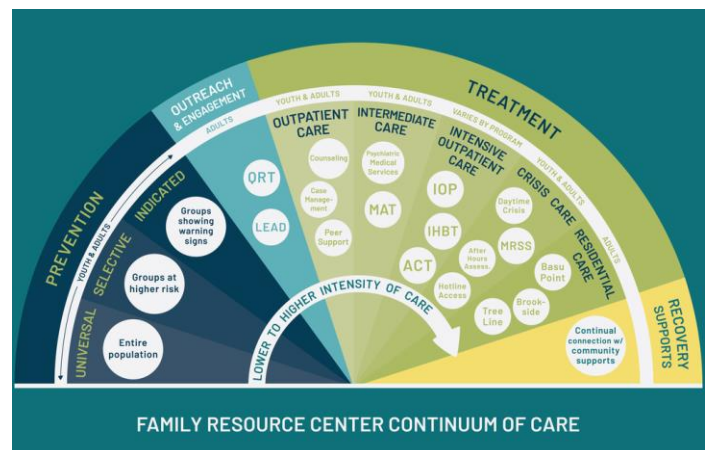 PREVENTION
YOUTH & ADULTS
UNIVERSAL
Entire
population
SELECTIVE
Groups at
higher risk
INDICATED
Groups
showing
warning
signs
OUTREACH
& ENGAGEMENT
ADULTS
QRT
LEAD
TREATMENT
YOUTH & ADULTS
OUTPATIENT
CARE
Counseling
Case
Manage-
ment
Peer
Support
YOUTH & ADULTS
INTERMEDIATE
CARE
Psychiatric
Medical
Services
MAT
VARIES BY PROGRAM
INTENSIVE
OUTPATIENT
CARE
IOP
IHBT
ACT
YOUTH & ADULTS
CRISIS CARE
Daytime
Crisis
MRSS
After
Hours
Assess.
Hotline
Access
ADULTS
RESIDENTIAL
CARE
Basu
Point
Brook-
side
Tree
Line
RECOVERY
SUPPORTS
Continual
connection w/
community
supports
LOWER TO HIGHER INTENSITY OF CARE
FAMILY RESOURCE CENTER CONTINUUM OF CARE